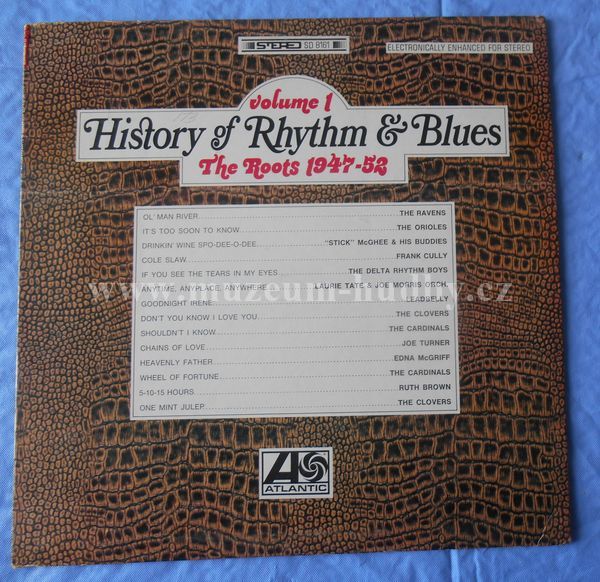 STEREO SD 8161
ELECTRONICALLY ENHANCED FOR STEREO
volume 1
History of Rhythm & Blues
The Roots 1947-52
OL' MAN RIVER THE RAVENS
IT'S TOO SOON TO KNOW THE ORIOLES
DRINKIN' WINE SPO-DEE-O-DEE "STICK" McGHEE & HIS BUDDIES
COLE SLAW FRANK CULLY
IF YOU SEE THE TEARS IN MY EYES THE DELTA RHYTHM BOYS
ANYTIME, ANYPLACE, ANYWHERE LAURIE TATE & JOE MORRIS ORCH.
GOODNIGHT IRENE LEADBELLY
DON'T YOU KNOW I LOVE YOU THE CLOVERS
SHOULDN'T I KNOW THE CARDINALS
CHAINS OF LOVE JOE TURNER
HEAVENLY FATHER EDNA McGRIFF
WHEEL OF FORTUNE THE CARDINALS
5-10-15 HOURS RUTH BROWN
ONE MINT JULEP THE CLOVERS
ATLANTIC